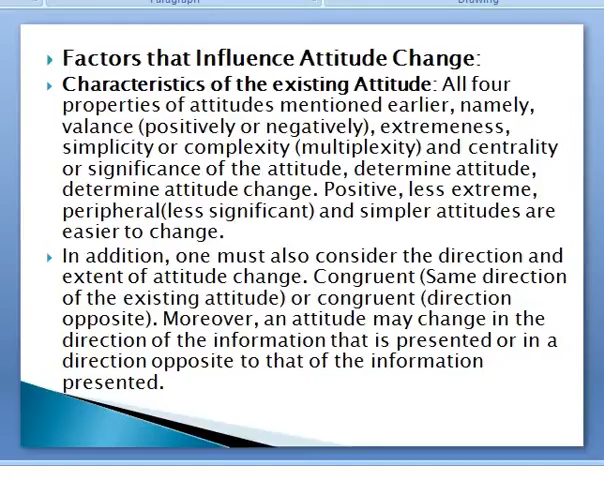 Paragraph
Drawing
Factors that Influence Attitude Change:
Characteristics of the existing Attitude: All four
properties of attitudes mentioned earlier, namely,
valance (positively or negatively), extremeness,
simplicity or complexity (multiplexity) and centrality
or significance of the attitude, determine attitude,
determine attitude change. Positive, less extreme,
peripheral(less significant) and simpler attitudes are
easier to change.
In addition, one must also consider the direction and
extent of attitude change. Congruent (Same direction
of the existing attitude) or congruent (direction
opposite). Moreover, an attitude may change in the
direction of the information that is presented or in a
direction opposite to that of the information
presented.